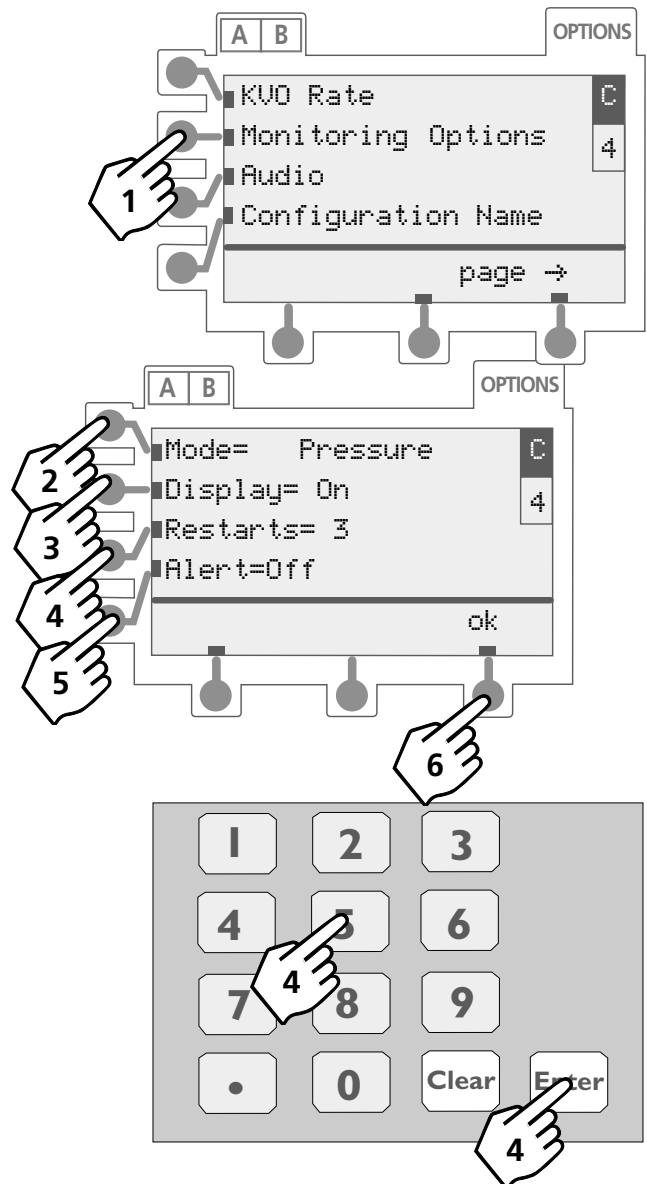 A B OPTIONS
KVO Rate C
Monitoring Options 4
Audio
1
Configuration Name
page →
A B OPTIONS
Mode= Pressure C
2
Display= On 4
3
Restarts= 3
4
Alert=Off
5
ok
6
1 2 3
4 5 6
4
7 8 9
• 0 Clear Enter
4